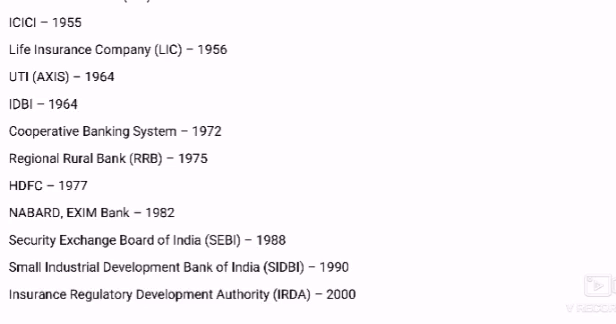 ICICI – 1955
Life Insurance Company (LIC) – 1956
UTI (AXIS) – 1964
IDBI – 1964
Cooperative Banking System – 1972
Regional Rural Bank (RRB) – 1975
HDFC – 1977
NABARD, EXIM Bank – 1982
Security Exchange Board of India (SEBI) – 1988
Small Industrial Development Bank of India (SIDBI) – 1990
Insurance Regulatory Development Authority (IRDA) – 2000